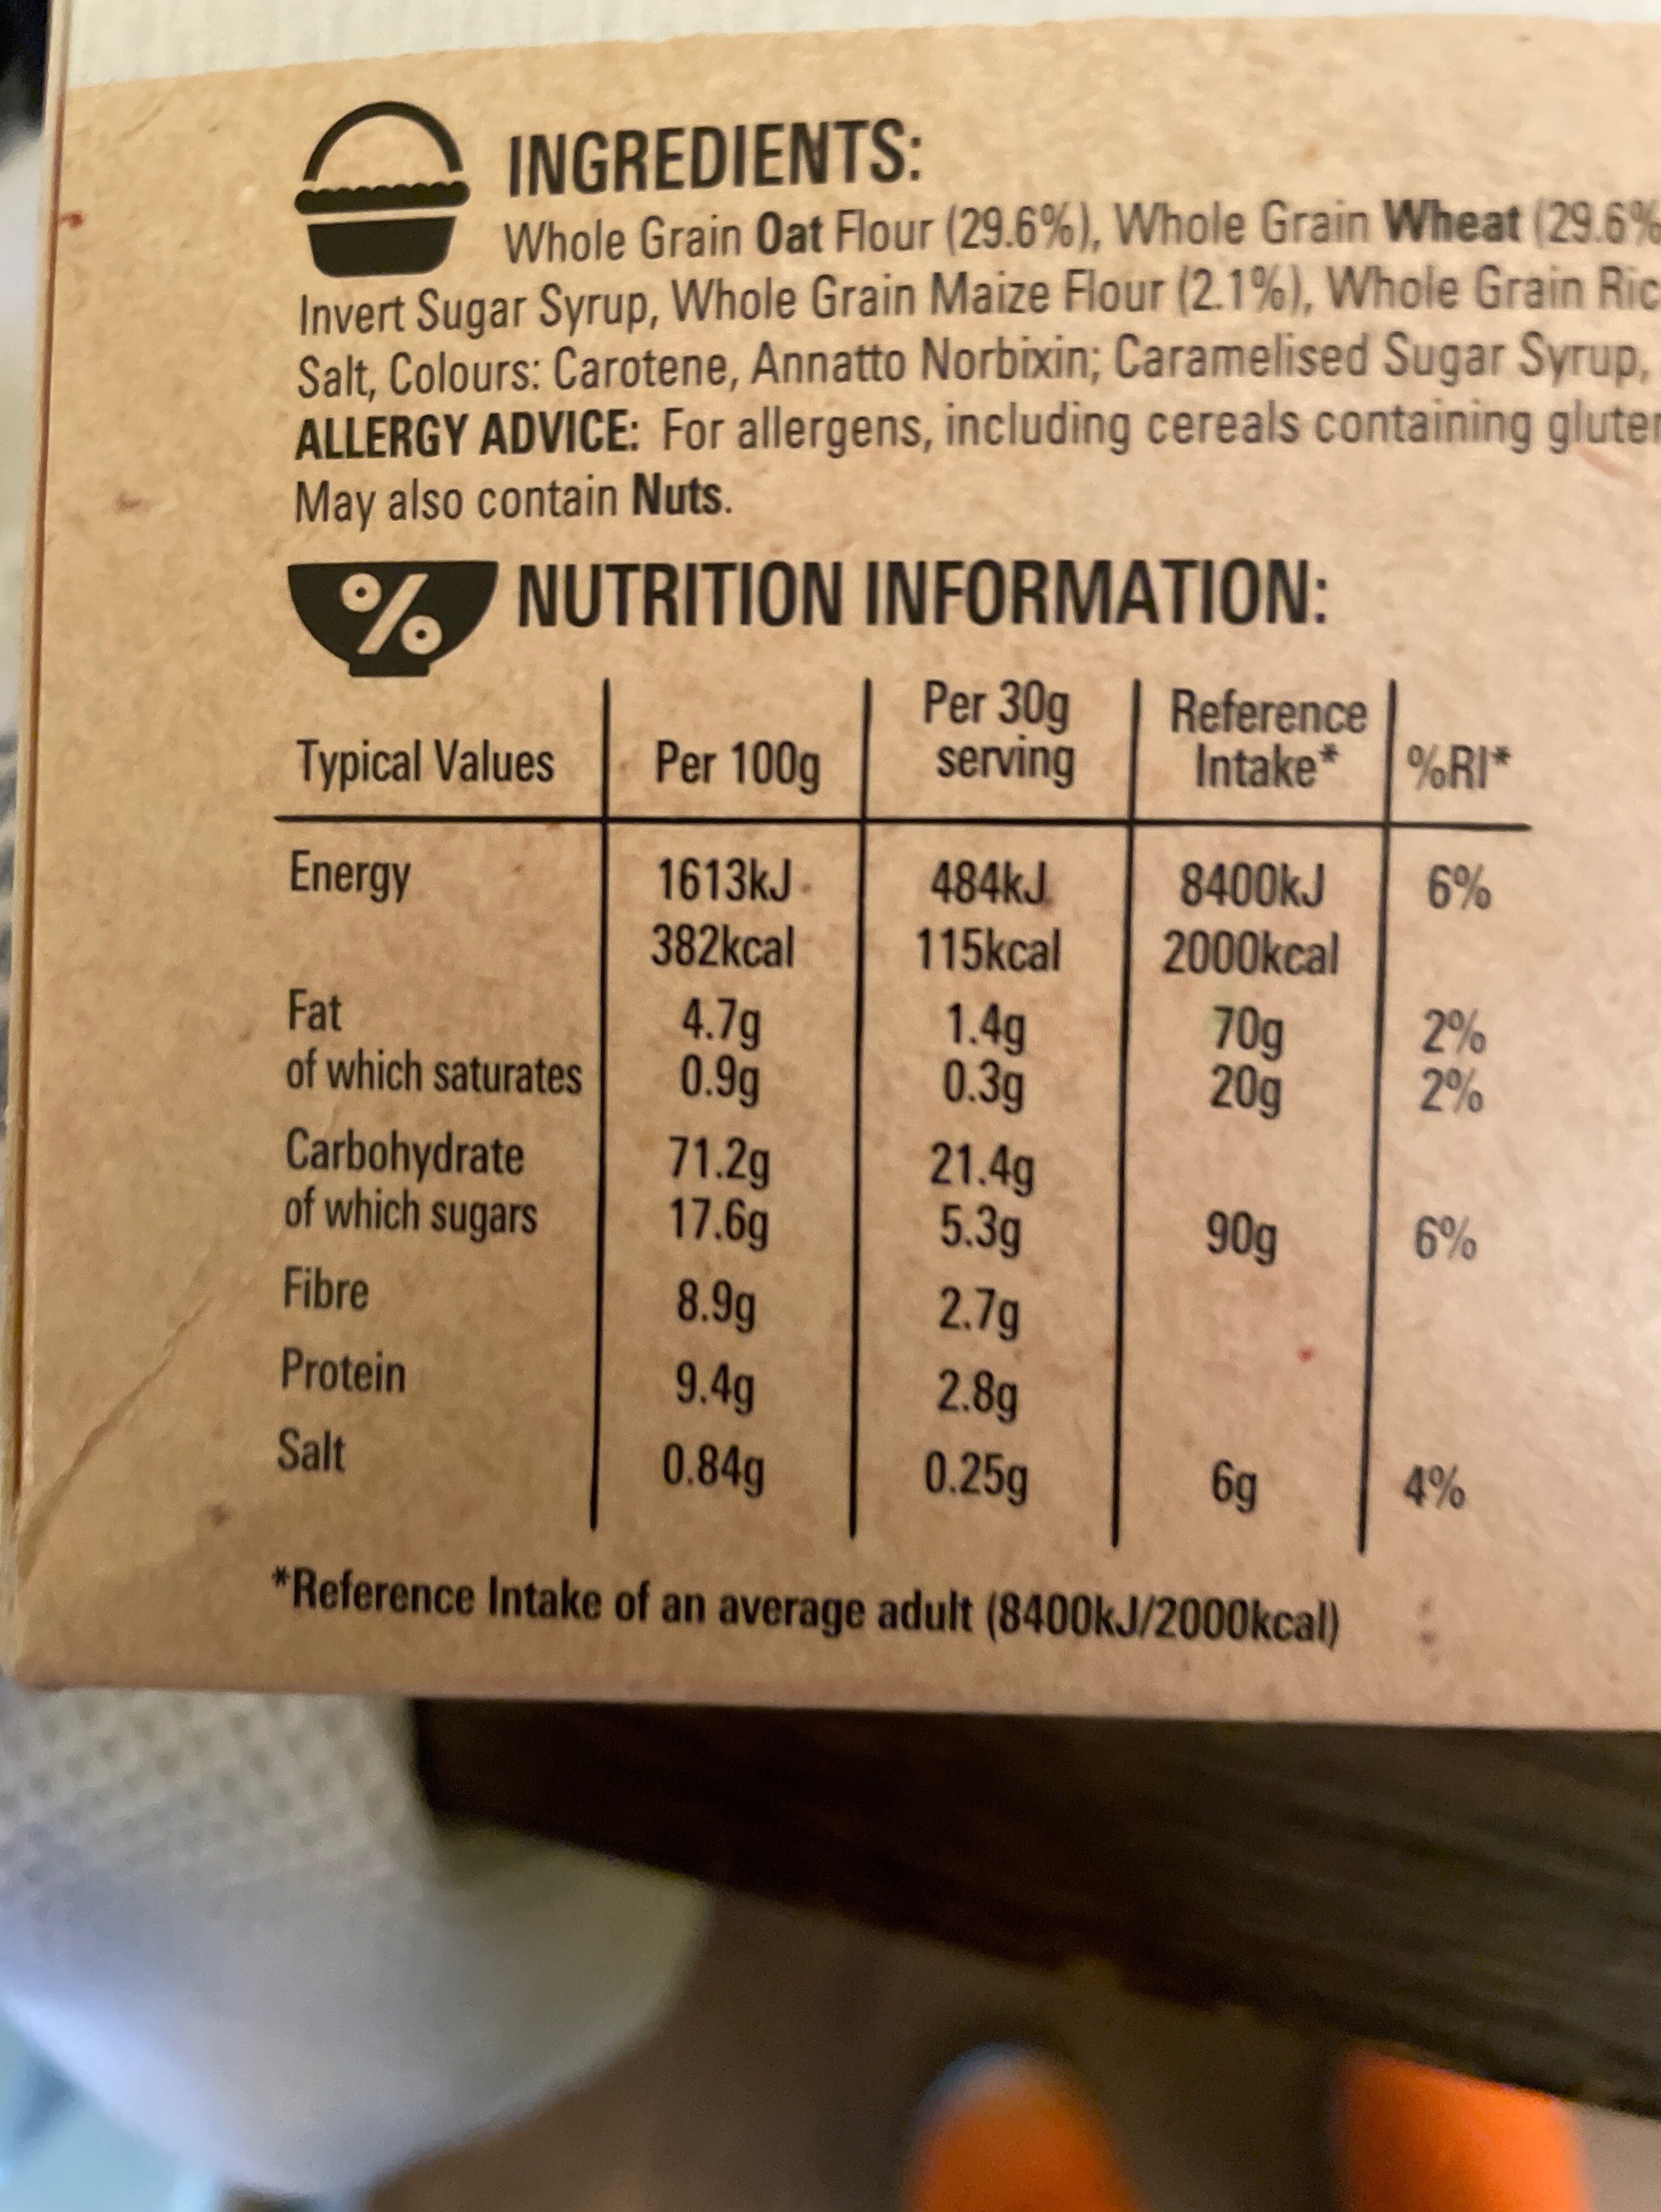 INGREDIENTS:
Whole Grain Oat Flour (29.6%), Whole Grain Wheat (29.6%
Invert Sugar Syrup, Whole Grain Maize Flour (2.1%), Whole Grain Ric
Salt, Colours: Carotene, Annatto Norbixin; Caramelised Sugar Syrup,
ALLERGY ADVICE: For allergens, including cereals containing gluten
May also contain Nuts.
% NUTRITION INFORMATION:
Typical Values Per 100g Per 30g serving Reference Intake* %RI*
Energy 1613kJ 484kJ 8400kJ 6%
382kcal 115kcal 2000kcal
Fat 4.7g 1.4g 70g 2%
of which saturates 0.9g 0.3g 20g 2%
Carbohydrate 71.2g 21.4g
of which sugars 17.6g 5.3g 90g 6%
Fibre 8.9g 2.7g
Protein 9.4g 2.8g
Salt 0.84g 0.25g 6g 4%
*Reference Intake of an average adult (8400kJ/2000kcal)